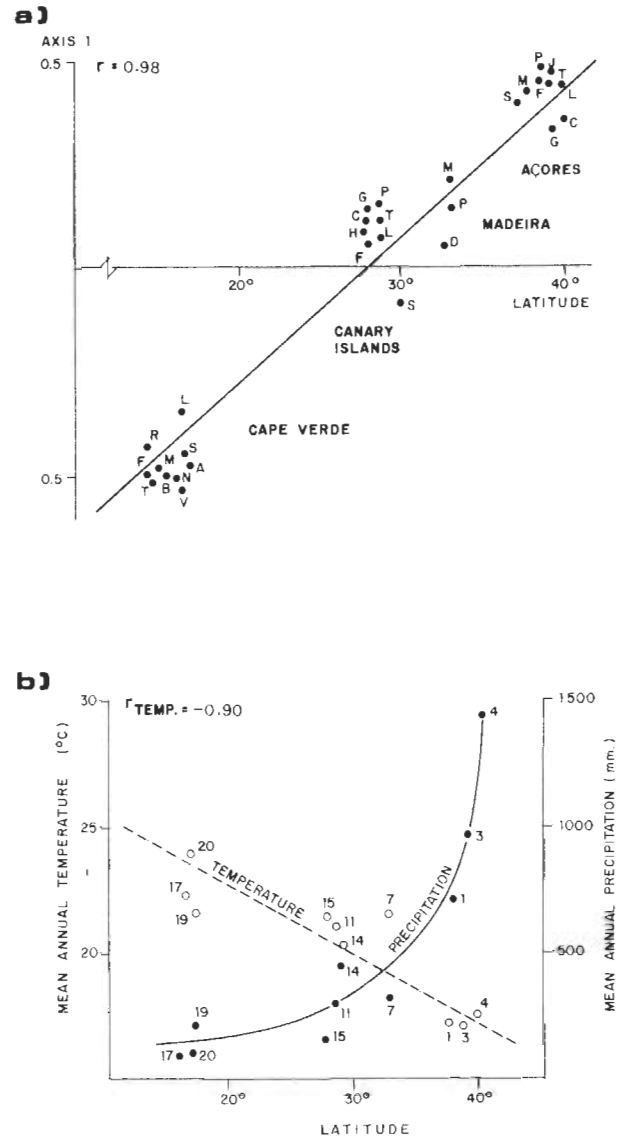 a)
AXIS 1
0.5
r = 0.98
P J
M F T
S L
C
G
AÇORES
M
P
MADEIRA
D
G P
C T
H L
F
20° 30° 40°
LATITUDE
S
CANARY
ISLANDS
L
CAPE VERDE
R
S
F M A
T B N
V
0.5
b)
MEAN ANNUAL TEMPERATURE (°C)
30
25
20
rTEMP. = -0.90
1500
1000
500
MEAN ANNUAL PRECIPITATION (mm.)
4
3
1
20
TEMPERATURE
17
19
15
11
14
7
PRECIPITATION
14
11
7
15
4
1 3
19
17 20
20° 30° 40°
LATITUDE